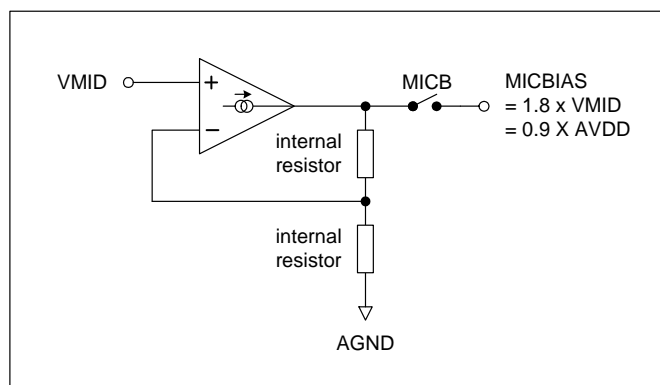 VMID
+
−
MICB
MICBIAS
= 1.8 x VMID
= 0.9 X AVDD
internal
resistor
internal
resistor
AGND